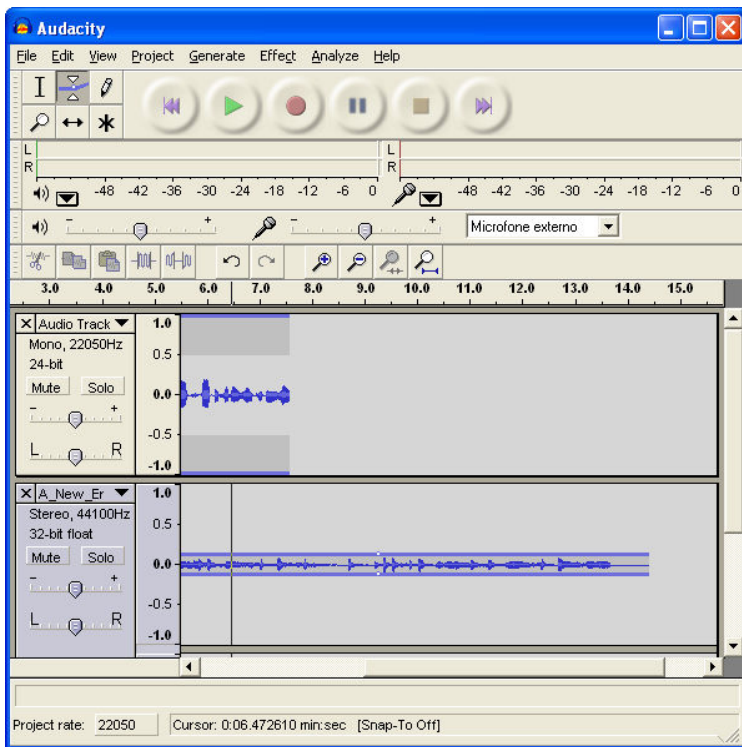 Audacity
File Edit View Project Generate Effect Analyze Help
L L
R R
-48 -42 -36 -30 -24 -18 -12 -6 0 -48 -42 -36 -30 -24 -18 -12 -6 0
- + - + Microfone externo
3.0 4.0 5.0 6.0 7.0 8.0 9.0 10.0 11.0 12.0 13.0 14.0 15.0
X Audio Track 1.0
Mono, 22050Hz
24-bit 0.5
Mute Solo
- + 0.0
-0.5
L R
-1.0
X A_New_Er 1.0
Stereo, 44100Hz
32-bit float 0.5
Mute Solo
- + 0.0
-0.5
L R
-1.0
Project rate: 22050 Cursor: 0:06.472610 min:sec [Snap-To Off]